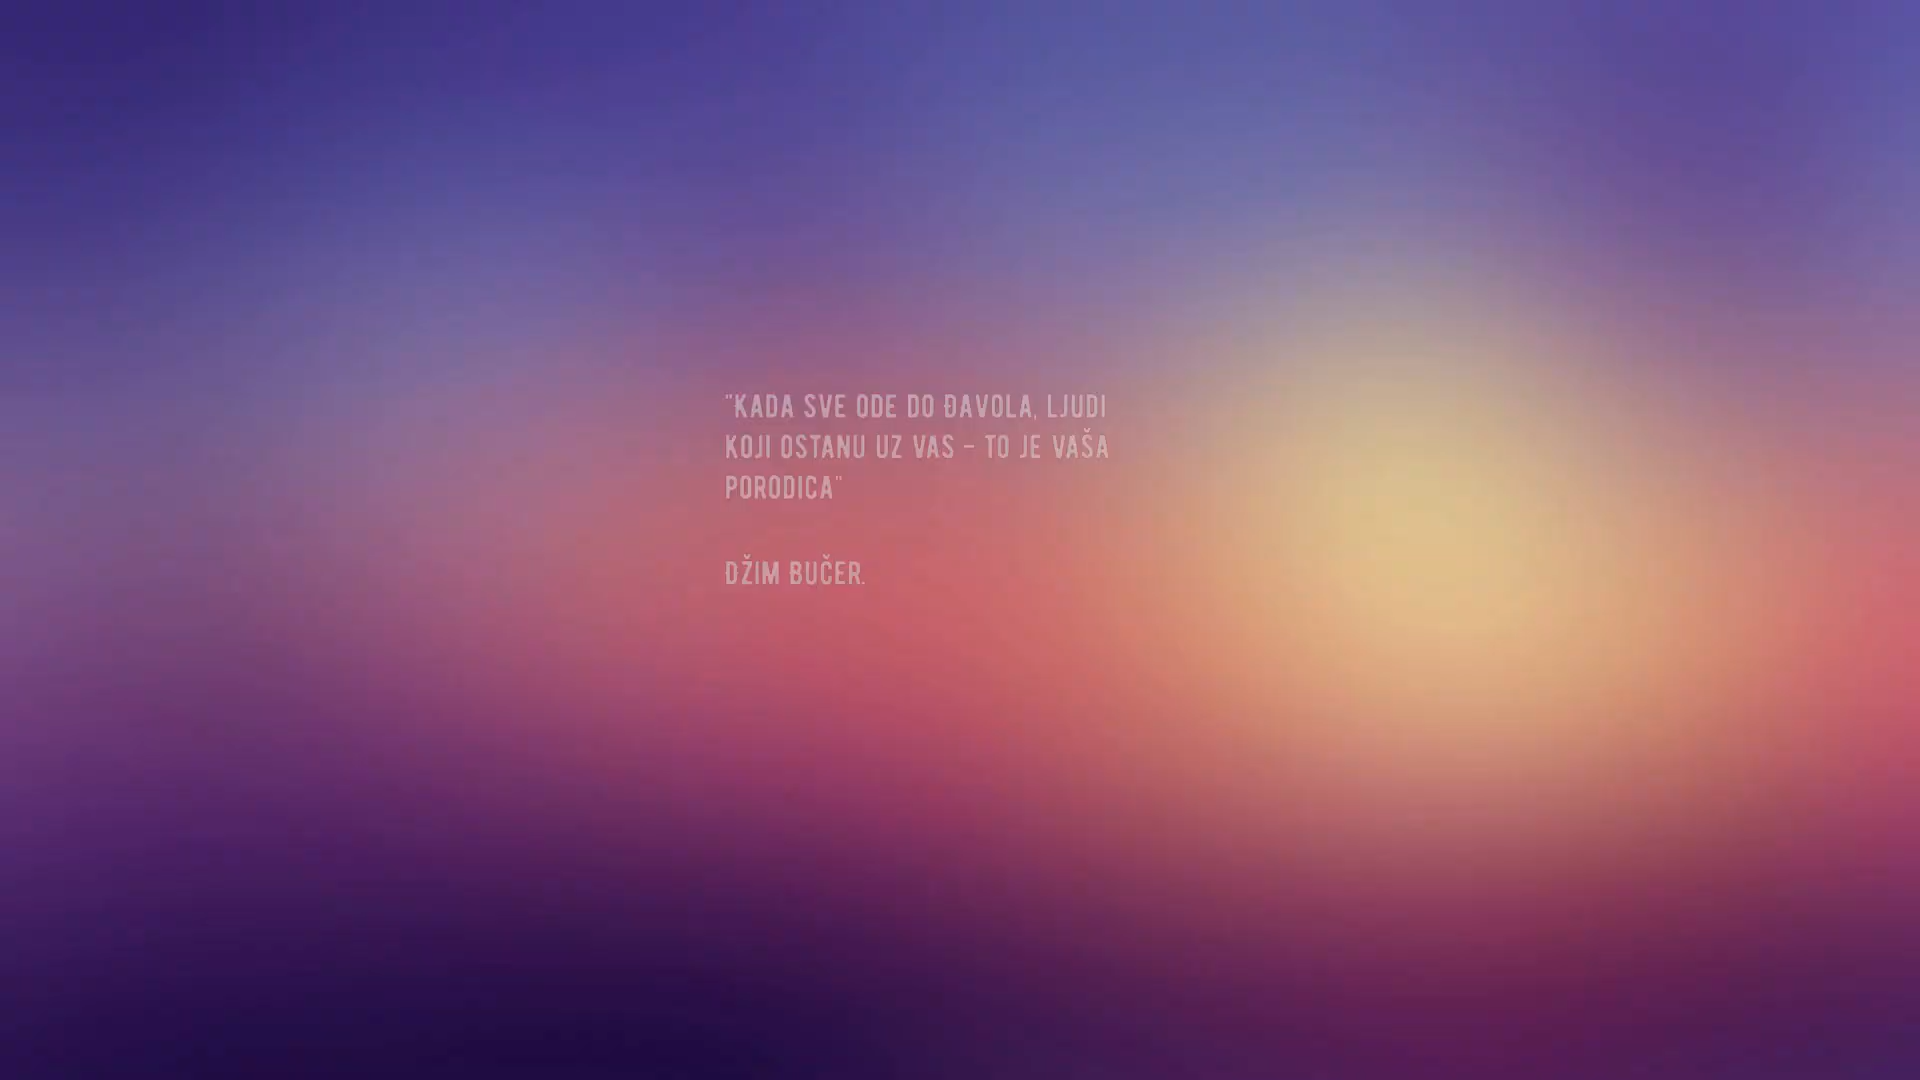 "KADA SVE ODE DO ĐAVOLA, LJUDI
KOJI OSTANU UZ VAS – TO JE VAŠA
PORODICA"
DŽIM BUČER.